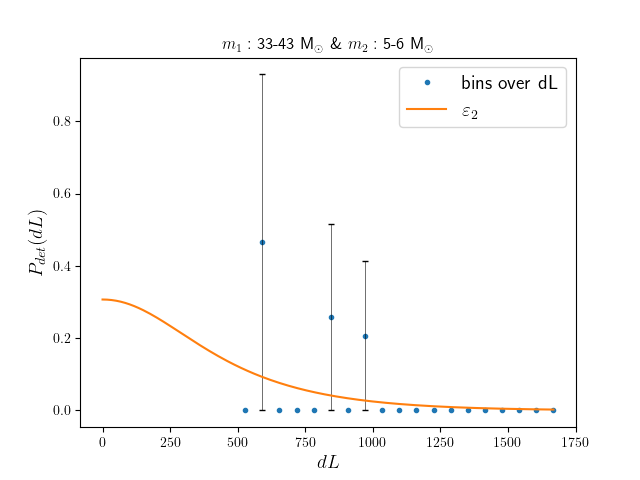 m₁ : 33-43 M⊙ & m₂ : 5-6 M⊙
bins over dL
ε₂
P_det(dL)
0.8
0.6
0.4
0.2
0.0
0 250 500 750 1000 1250 1500 1750
dL